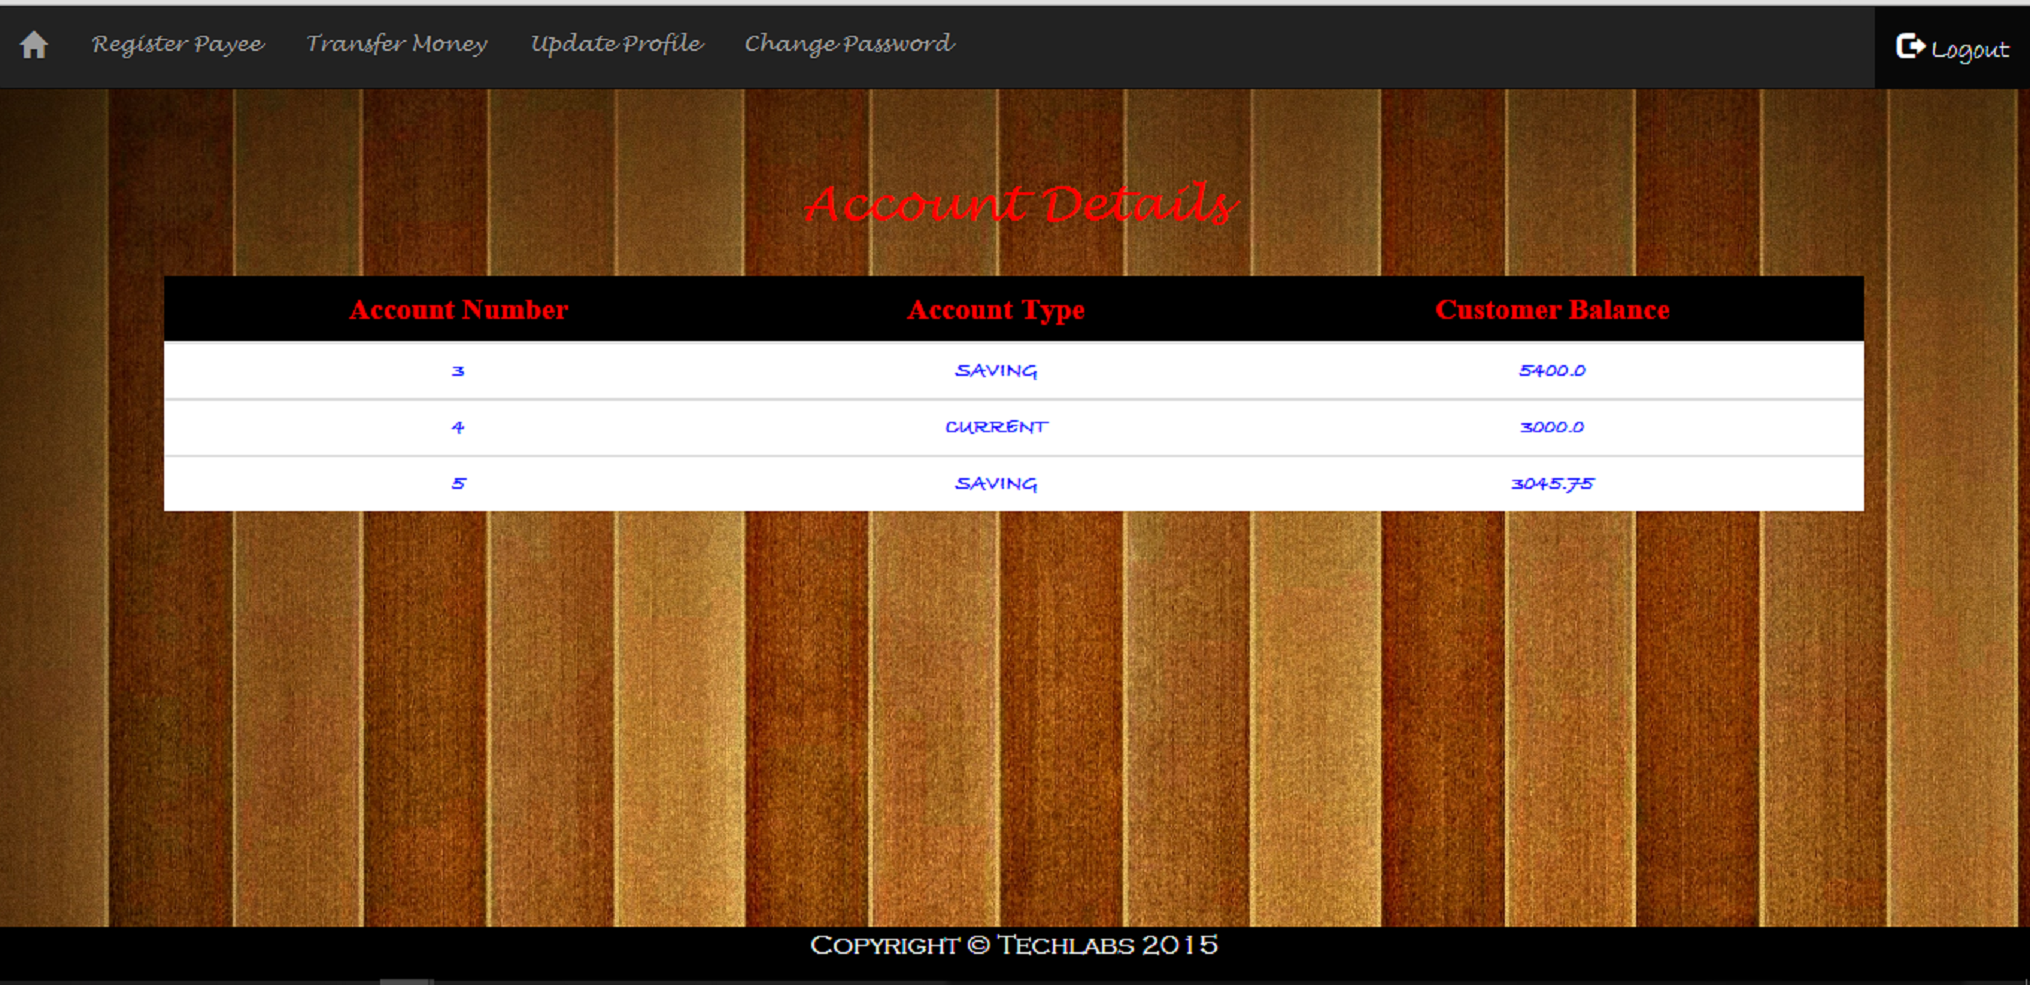 Register Payee Transfer Money Update Profile Change Password Logout
Account Details
Account Number Account Type Customer Balance
3 SAVING 5400.0
4 CURRENT 3000.0
5 SAVING 3045.75
Copyright © Techlabs 2015